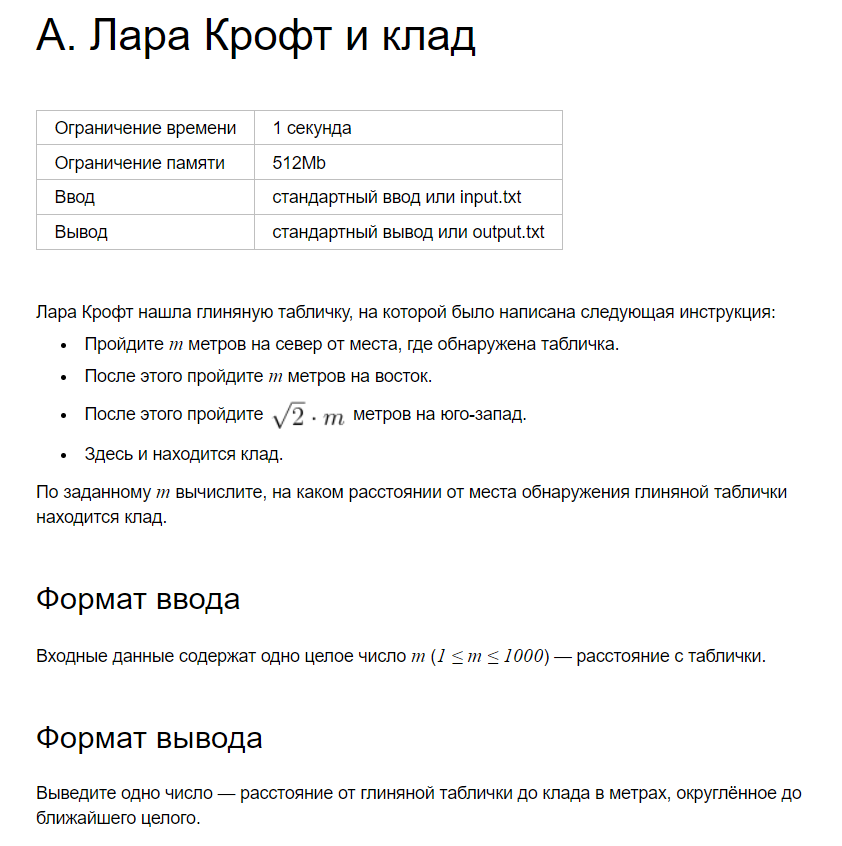 А. Лара Крофт и клад
Ограничение времени 1 секунда
Ограничение памяти 512Mb
Ввод стандартный ввод или input.txt
Вывод стандартный вывод или output.txt
Лара Крофт нашла глиняную табличку, на которой было написана следующая инструкция:
• Пройдите m метров на север от места, где обнаружена табличка.
• После этого пройдите m метров на восток.
• После этого пройдите √2 · m метров на юго-запад.
• Здесь и находится клад.
По заданному m вычислите, на каком расстоянии от места обнаружения глиняной таблички
находится клад.
Формат ввода
Входные данные содержат одно целое число m (1 ≤ m ≤ 1000) — расстояние с таблички.
Формат вывода
Выведите одно число — расстояние от глиняной таблички до клада в метрах, округлённое до
ближайшего целого.